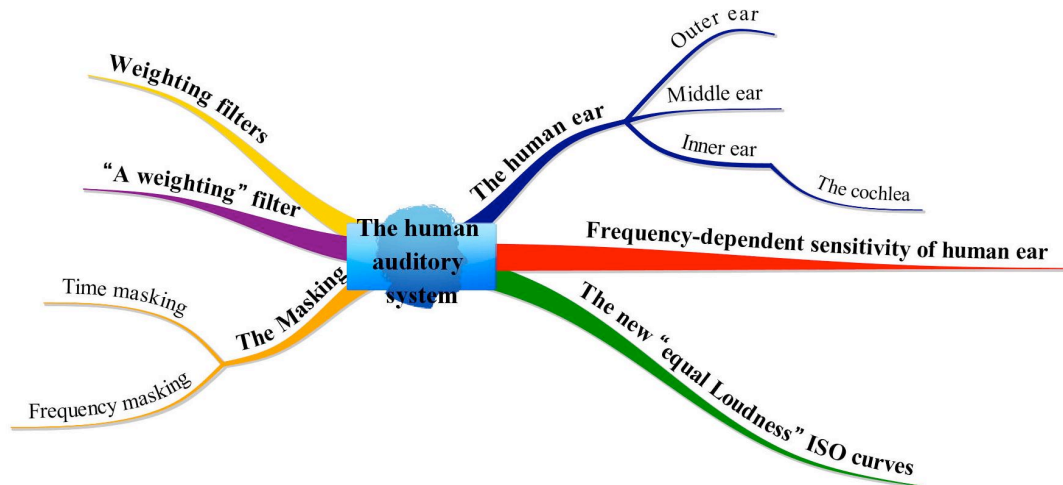 The human
auditory
system
The human ear
Outer ear
Middle ear
Inner ear
The cochlea
Frequency-dependent sensitivity of human ear
The new “equal Loudness” ISO curves
Weighting filters
“A weighting” filter
The Masking
Time masking
Frequency masking